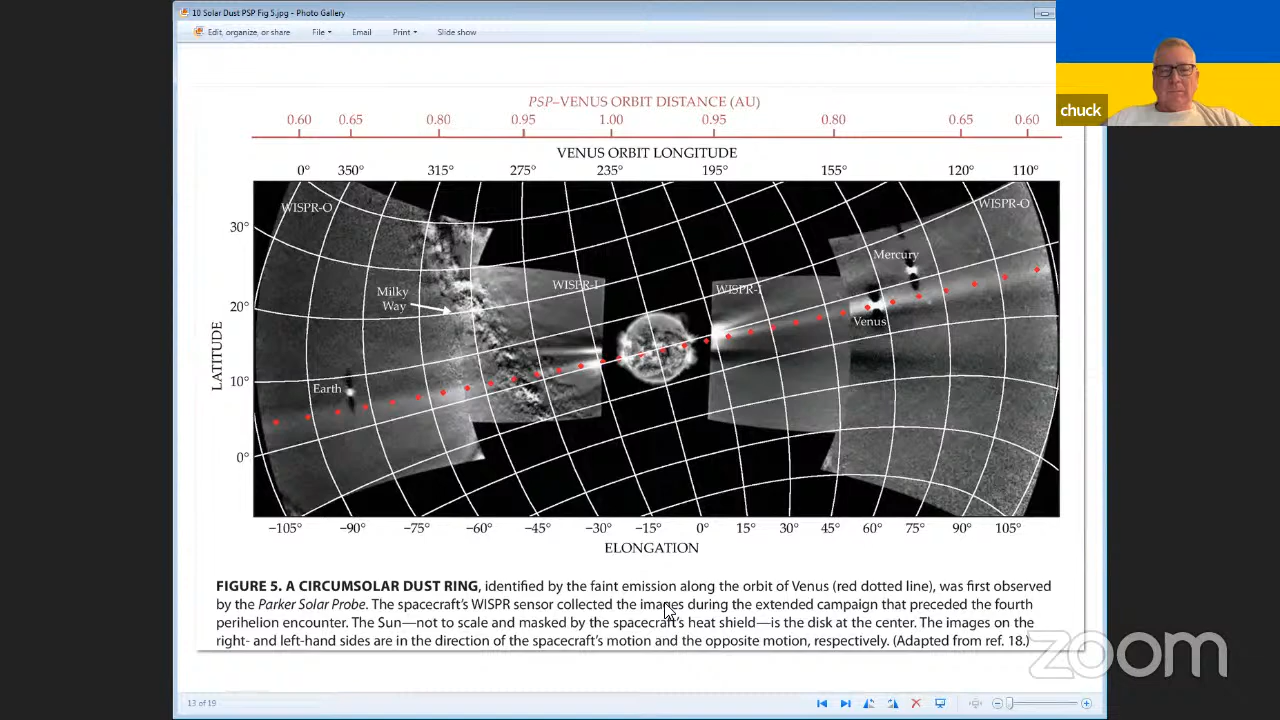 10 Solar Dust PSP Fig 5.jpg - Photo Gallery
Edit, organize, or share File Email Print Slide show
chuck
PSP–VENUS ORBIT DISTANCE (AU)
0.60 0.65 0.80 0.95 1.00 0.95 0.80 0.65 0.60
VENUS ORBIT LONGITUDE
0° 350° 315° 275° 235° 195° 155° 120° 110°
WISPR-O
WISPR-O
30°
Mercury
WISPR-I
WISPR-I
Milky
Way
20°
Venus
LATITUDE
10°
Earth
0°
−105° −90° −75° −60° −45° −30° −15° 0° 15° 30° 45° 60° 75° 90° 105°
ELONGATION
FIGURE 5. A CIRCUMSOLAR DUST RING, identified by the faint emission along the orbit of Venus (red dotted line), was first observed
by the Parker Solar Probe. The spacecraft's WISPR sensor collected the images during the extended campaign that preceded the fourth
perihelion encounter. The Sun—not to scale and masked by the spacecraft's heat shield—is the disk at the center. The images on the
right- and left-hand sides are in the direction of the spacecraft's motion and the opposite motion, respectively. (Adapted from ref. 18.)
zoom
13 of 19